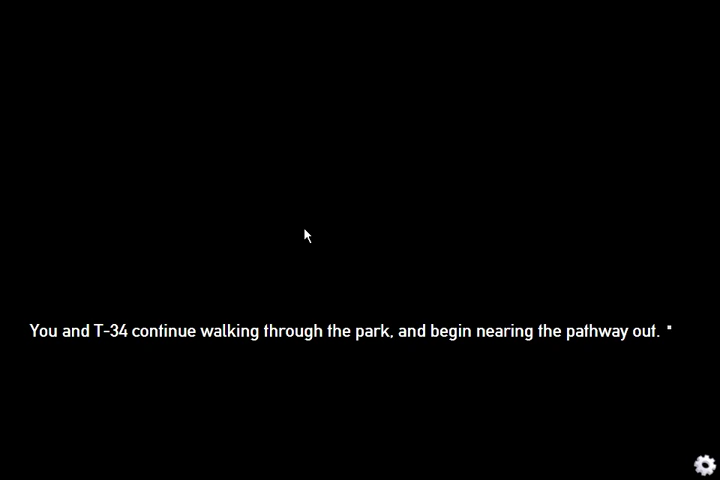 You and T-34 continue walking through the park, and begin nearing the pathway out.